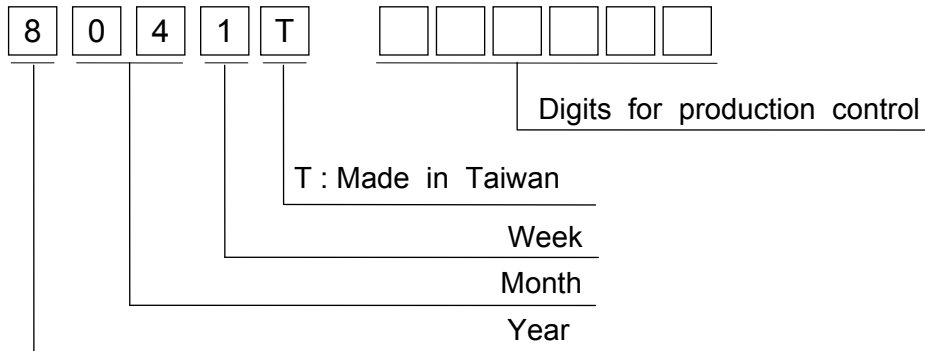 8 0 4 1 T
Digits for production control
T : Made in Taiwan
Week
Month
Year